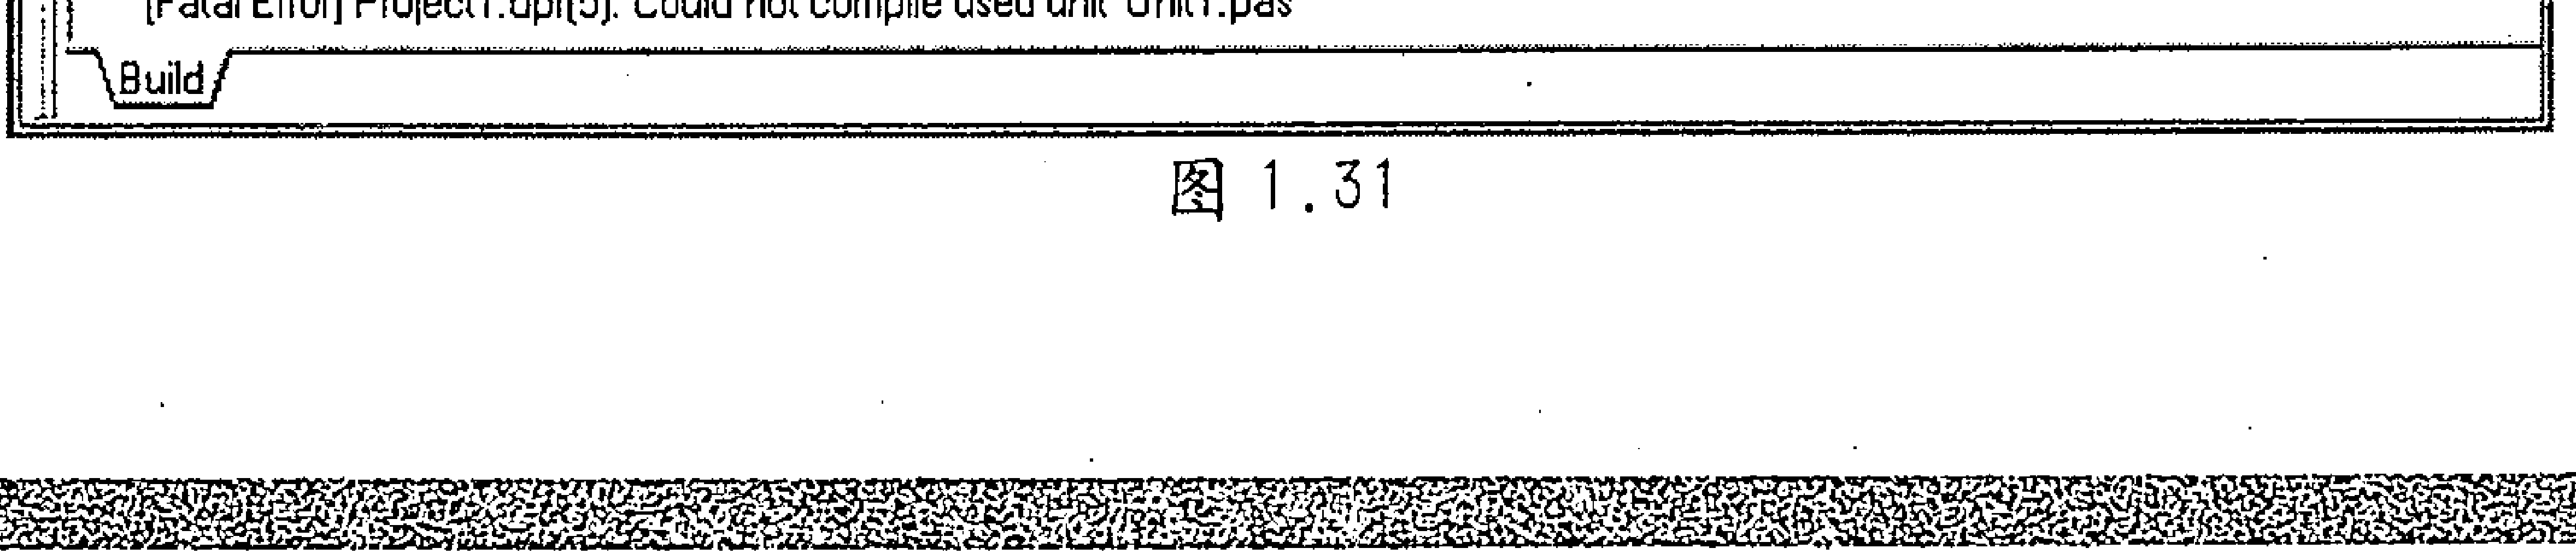 [Fatal Error] Project1.dpr(5): Could not compile used unit 'Unit1.pas'
Build
图 1.31